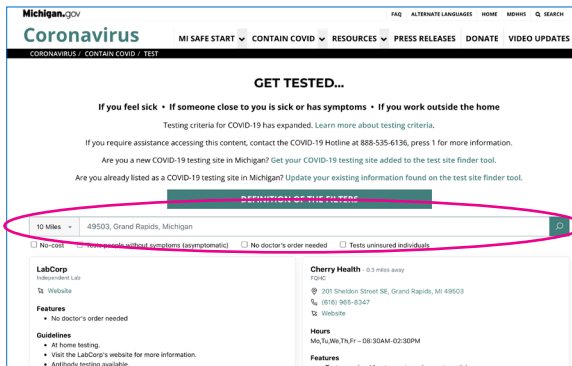 Michigan.gov
FAQ ALTERNATE LANGUAGES HOME MDHHS SEARCH
Coronavirus
MI SAFE START CONTAIN COVID RESOURCES PRESS RELEASES DONATE VIDEO UPDATES
CORONAVIRUS / CONTAIN COVID / TEST
GET TESTED...
If you feel sick • If someone close to you is sick or has symptoms • If you work outside the home
Testing criteria for COVID-19 has expanded. Learn more about testing criteria.
If you require assistance accessing this content, contact the COVID-19 Hotline at 888-535-6136, press 1 for more information.
Are you a new COVID-19 testing site in Michigan? Get your COVID-19 testing site added to the test site finder tool.
Are you already listed as a COVID-19 testing site in Michigan? Update your existing information found on the test site finder tool.
DEFINITION OF THE FILTERS
10 Miles 49503, Grand Rapids, Michigan
No-cost Tests people without symptoms (asymptomatic) No doctor's order needed Tests uninsured individuals
LabCorp
Independent Lab
Website
Features
• No doctor's order needed
Guidelines
• At home testing.
• Visit the LabCorp's website for more information.
• Antibody testing available.
Cherry Health - 0.3 miles away
FQHC
201 Sheldon Street SE, Grand Rapids, MI 49503
(616) 965-8347
Website
Hours
Mo,Tu,We,Th,Fr – 08:30AM-02:30PM
Features